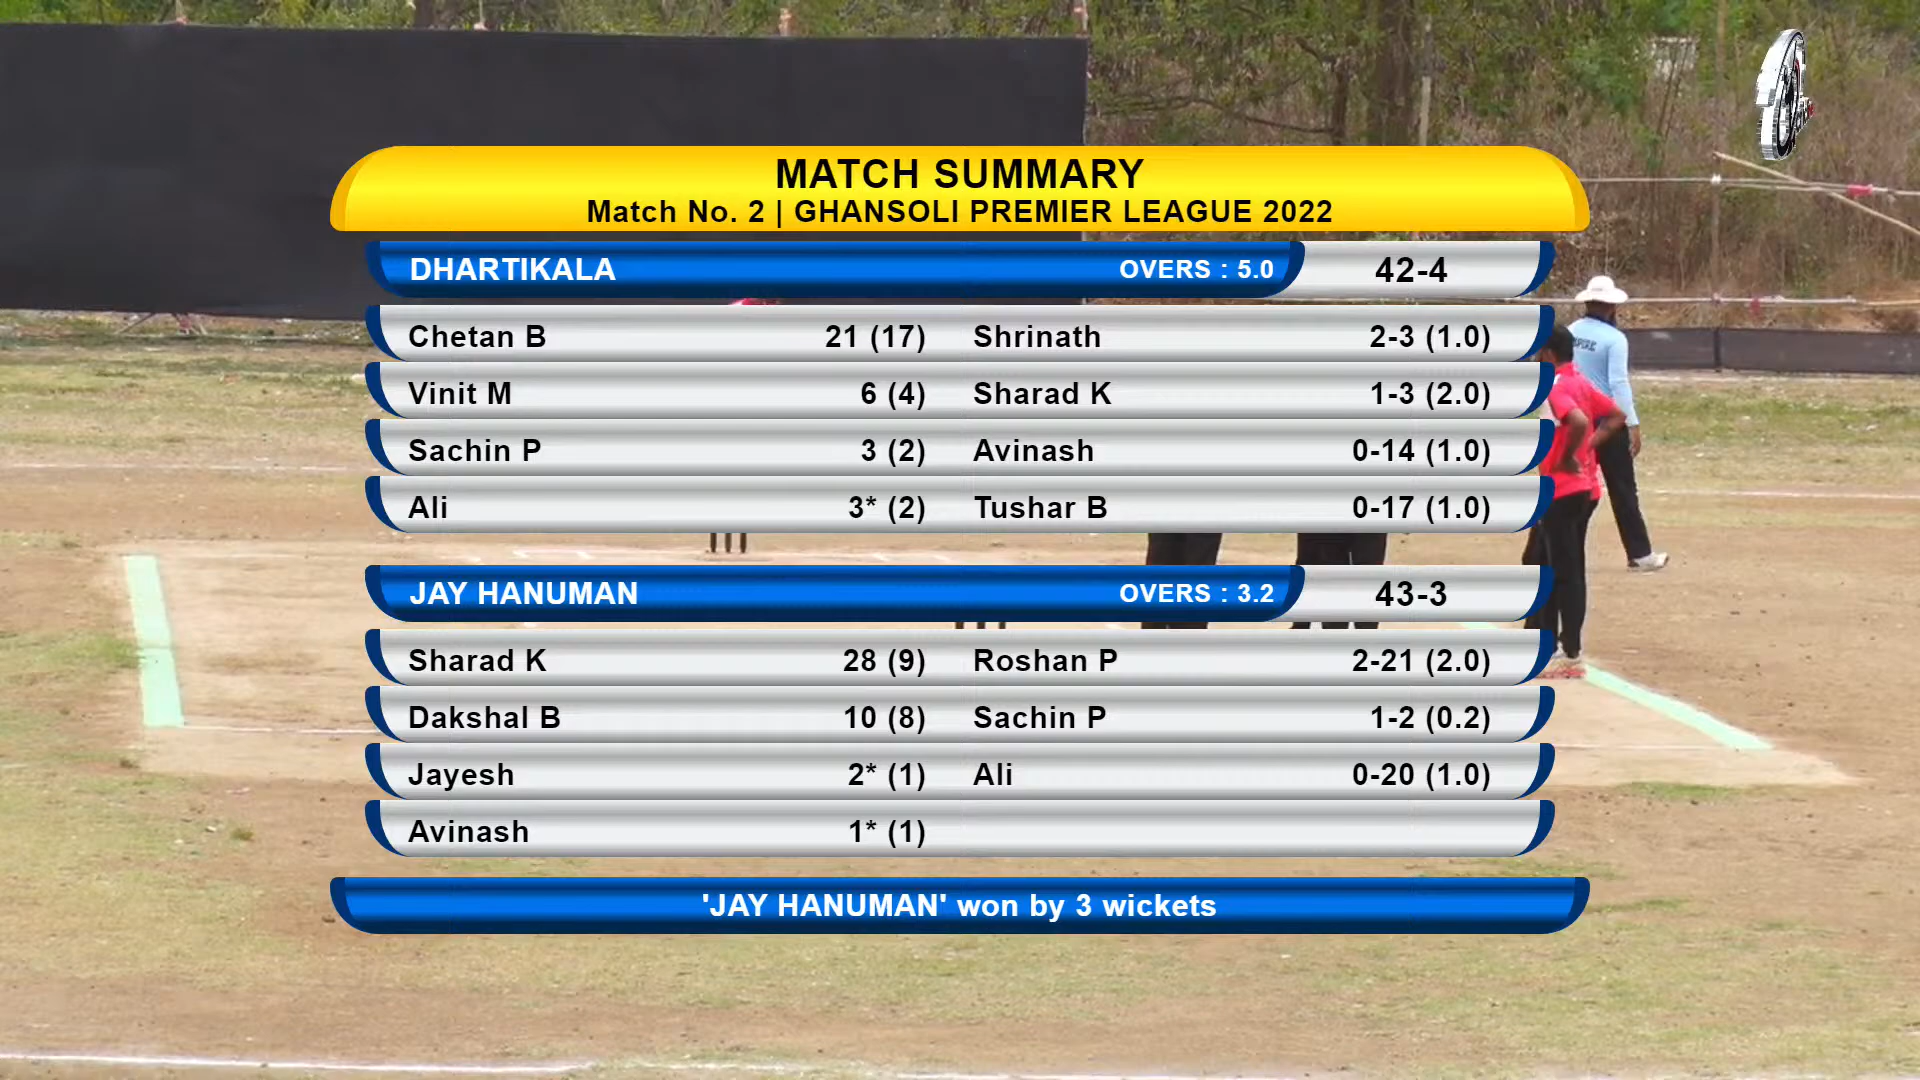 MATCH SUMMARY
Match No. 2 | GHANSOLI PREMIER LEAGUE 2022
DHARTIKALA OVERS : 5.0 42-4
Chetan B 21 (17) Shrinath 2-3 (1.0)
Vinit M 6 (4) Sharad K 1-3 (2.0)
Sachin P 3 (2) Avinash 0-14 (1.0)
Ali 3* (2) Tushar B 0-17 (1.0)
JAY HANUMAN OVERS : 3.2 43-3
Sharad K 28 (9) Roshan P 2-21 (2.0)
Dakshal B 10 (8) Sachin P 1-2 (0.2)
Jayesh 2* (1) Ali 0-20 (1.0)
Avinash 1* (1)
'JAY HANUMAN' won by 3 wickets